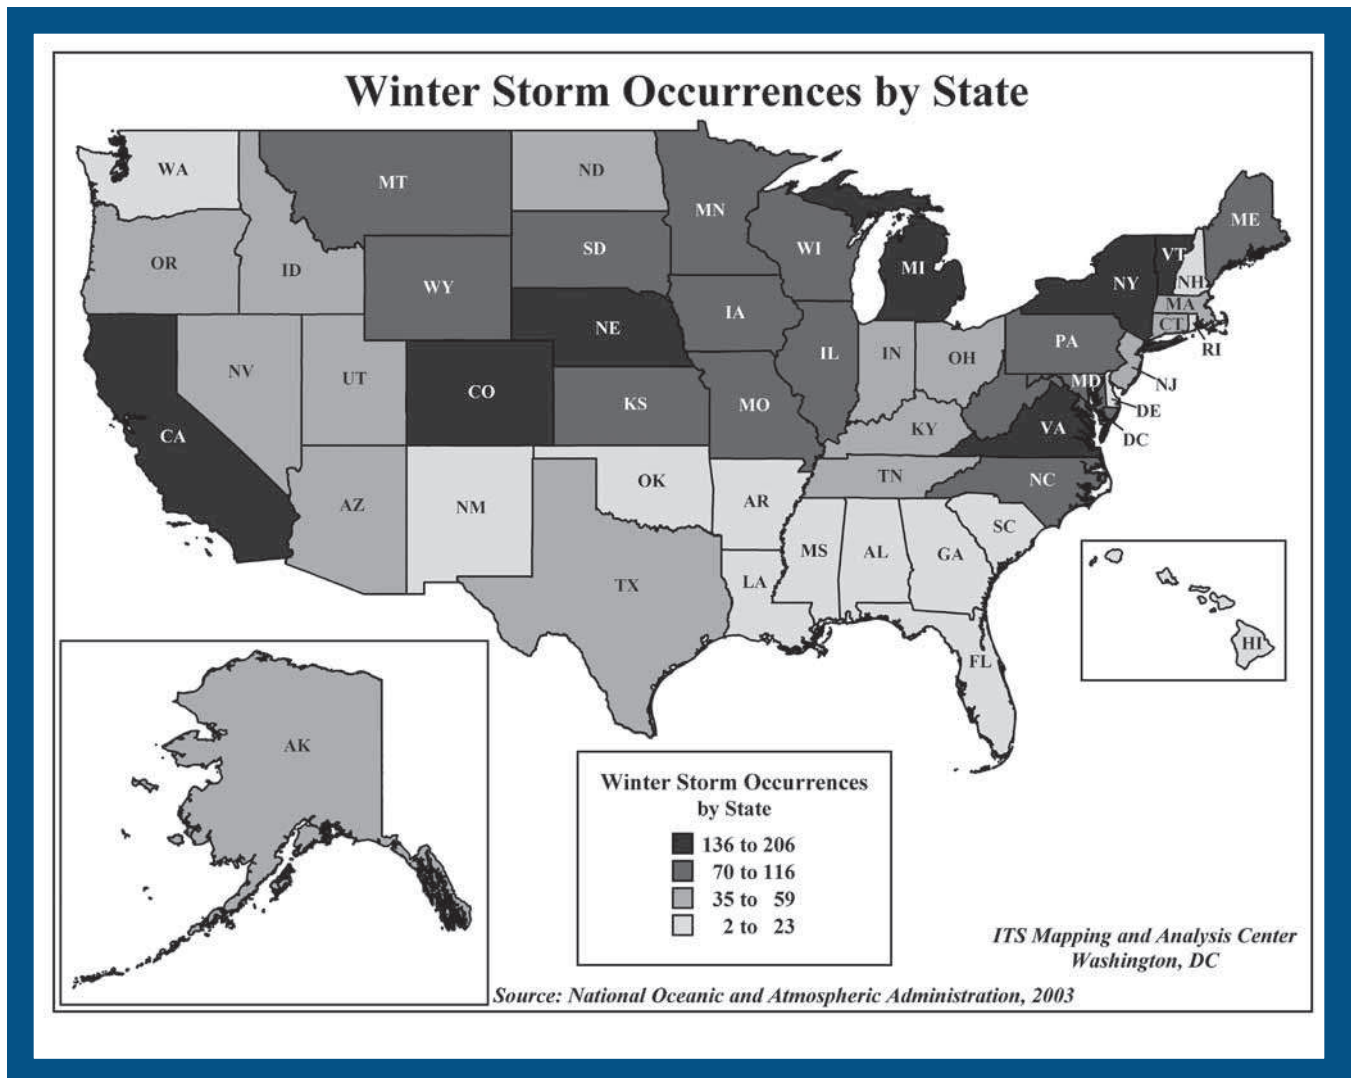 Winter Storm Occurrences by State
WA
MT
ND
MN
ME
OR
ID
SD
WI
MI
VT
NY
NH
WY
MA
IA
CT
NE
RI
NV
UT
IL
IN
OH
PA
NJ
CO
KS
MO
MD
DE
CA
KY
VA
DC
AZ
NM
OK
TN
NC
AR
SC
MS
AL
GA
TX
LA
HI
FL
AK
Winter Storm Occurrences
by State
136 to 206
70 to 116
35 to 59
2 to 23
ITS Mapping and Analysis Center
Washington, DC
Source: National Oceanic and Atmospheric Administration, 2003